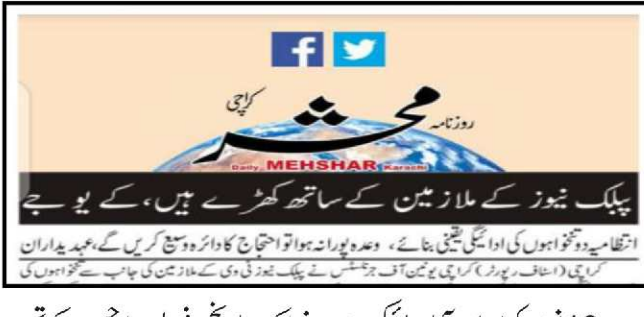 کراچی
روزنامہ
محشر
Daily MEHSHAR Karachi
پبلک نیوز کے ملازمین کے ساتھ کھڑے ہیں، کے یو جے
انتظامیہ دو تنخواہوں کی ادائیگی یقینی بنائے، وعدہ پورا نہ ہوا تو احتجاج کا دائرہ وسیع کریں گے، عہدیداران
کراچی (اسٹاف رپورٹر) کراچی یونین آف جرنلسٹس نے پبلک نیوز ٹی وی کے ملازمین کی جانب سے تنخواہوں کی